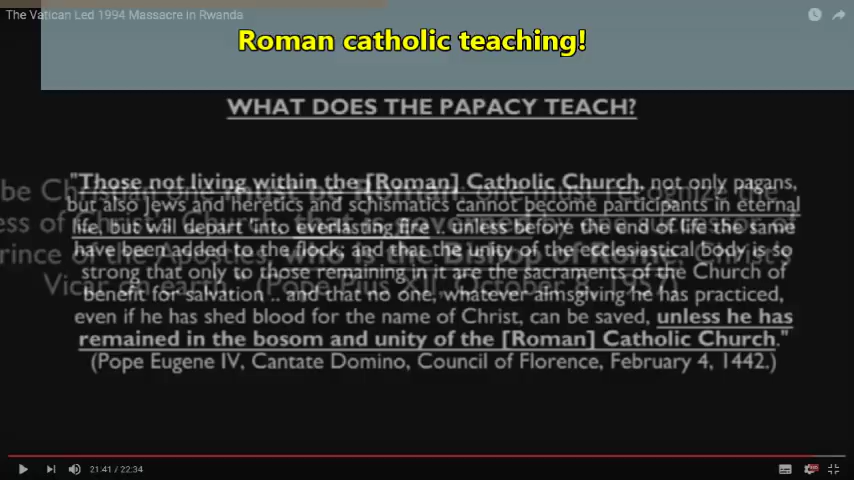 The Vatican Led 1994 Massacre in Rwanda
Roman catholic teaching!
WHAT DOES THE PAPACY TEACH?
"Those not living within the [Roman] Catholic Church, not only pagans,
but also Jews and heretics and schismatics cannot become participants in eternal
life, but will depart "into everlasting fire .. unless before the end of life the same
have been added to the flock; and that the unity of the ecclesiastical body is so
strong that only to those remaining in it are the sacraments of the Church of
benefit for salvation .. and that no one, whatever almsgiving he has practiced,
even if he has shed blood for the name of Christ, can be saved, unless he has
remained in the bosom and unity of the [Roman] Catholic Church."
(Pope Eugene IV, Cantate Domino, Council of Florence, February 4, 1442.)
21:41 / 22:34